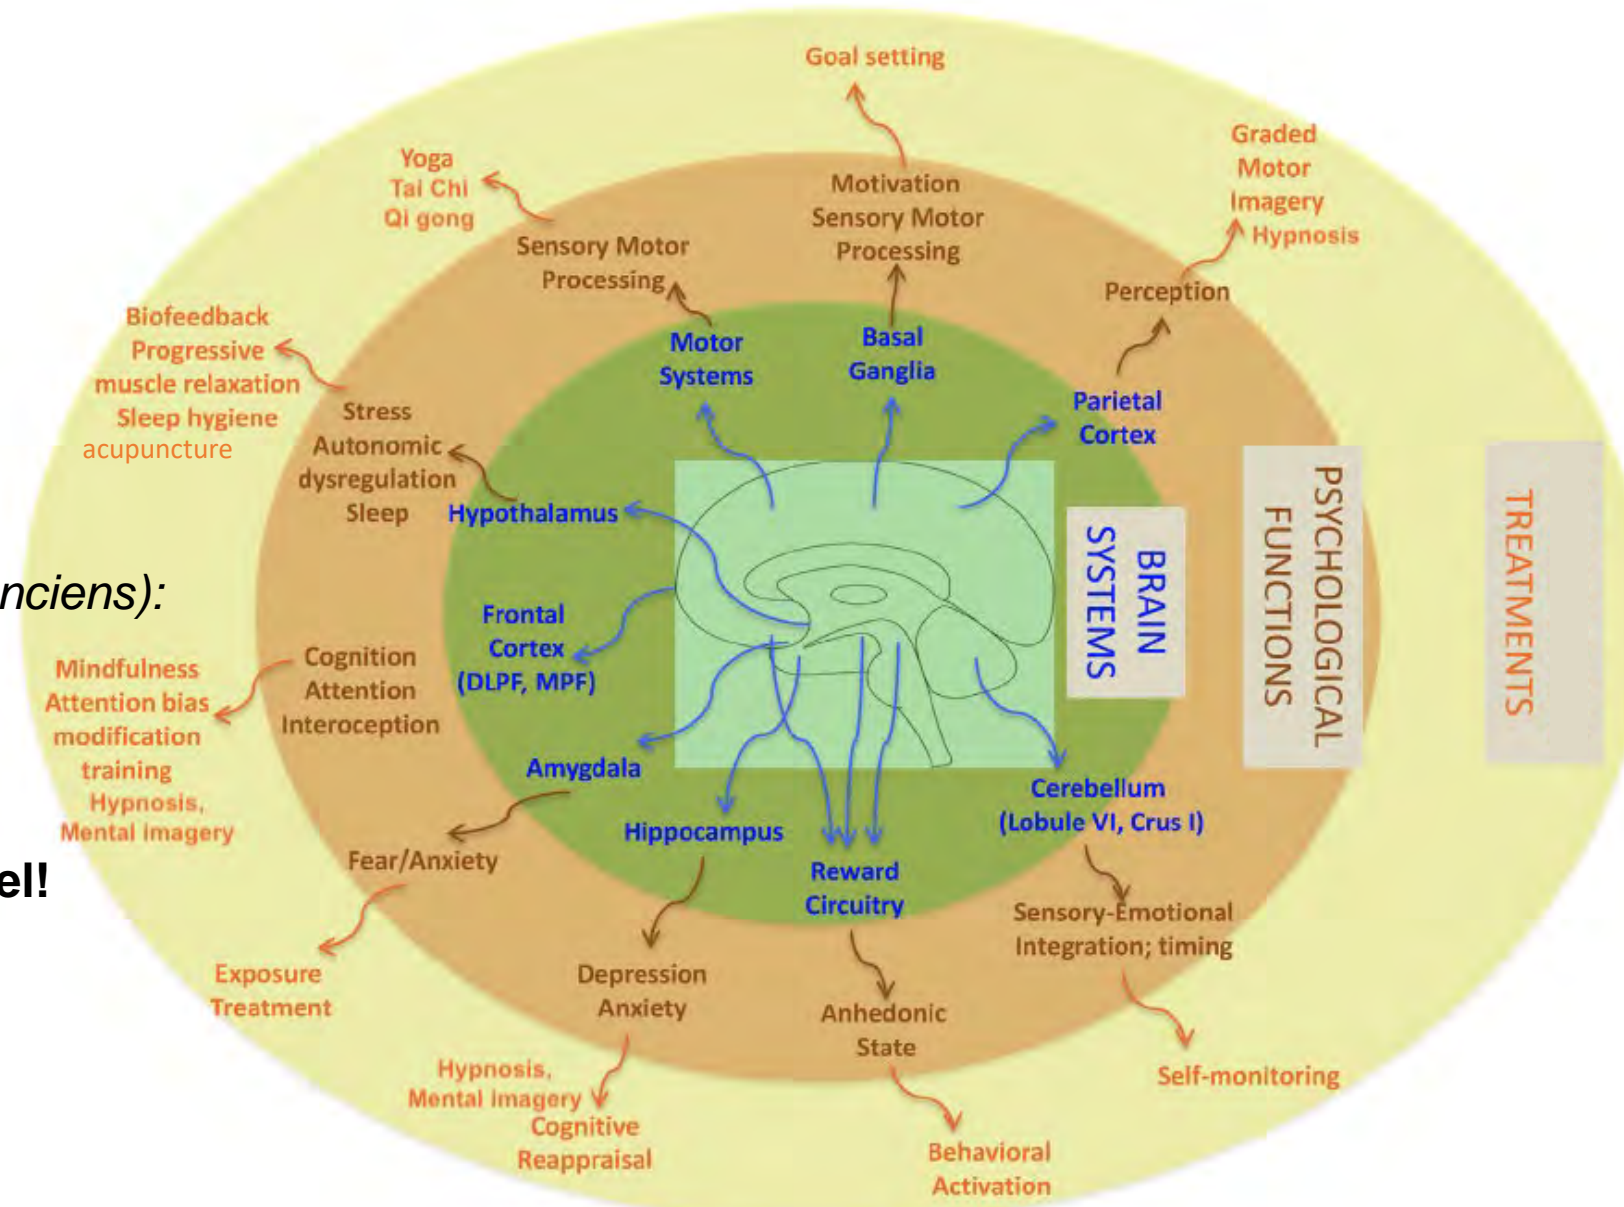 Goal setting
Graded
Motor
Imagery
Hypnosis
Yoga
Tai Chi
Qi gong
Motivation
Sensory Motor
Processing
Sensory Motor
Processing
Perception
Biofeedback
Progressive
muscle relaxation
Sleep hygiene
acupuncture
Motor
Systems
Basal
Ganglia
Parietal
Cortex
Stress
Autonomic
dysregulation
Sleep
Hypothalamus
BRAIN
SYSTEMS
PSYCHOLOGICAL
FUNCTIONS
TREATMENTS
nciens):
Frontal
Cortex
(DLPF, MPF)
Cognition
Attention
Interoception
Mindfulness
Attention bias
modification
training
Hypnosis,
Mental imagery
Amygdala
Cerebellum
(Lobule VI, Crus I)
Hippocampus
Reward
Circuitry
Fear/Anxiety
el!
Sensory-Emotional
Integration; timing
Exposure
Treatment
Depression
Anxiety
Anhedonic
State
Hypnosis,
Mental imagery
Cognitive
Reappraisal
Self-monitoring
Behavioral
Activation